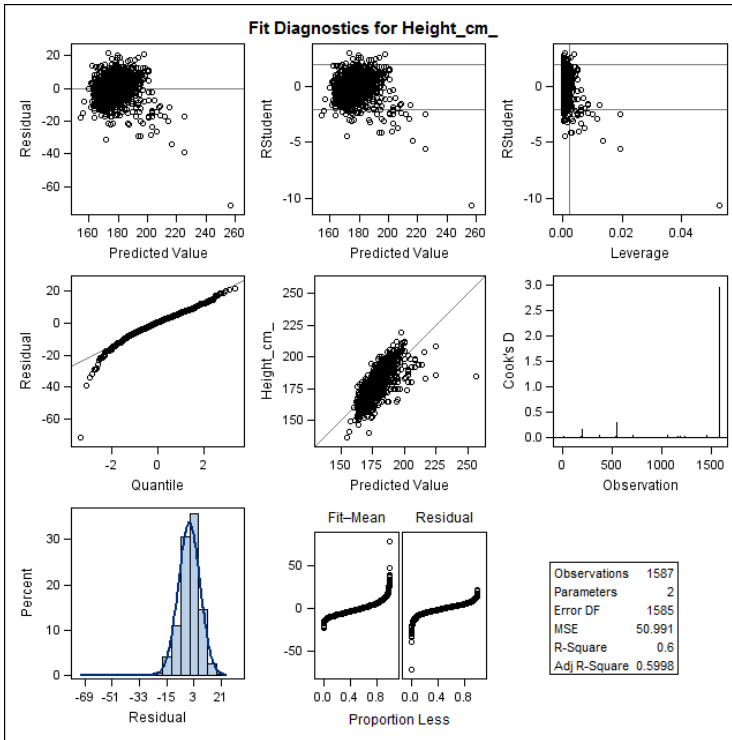 Fit Diagnostics for Height_cm_
20
0
-20
-40
-60
Residual
160 180 200 220 240 260
Predicted Value
0
-5
-10
RStudent
160 180 200 220 240 260
Predicted Value
0
-5
-10
RStudent
0.00 0.02 0.04
Leverage
20
0
-20
-40
-60
Residual
-2 0 2
Quantile
250
225
200
175
150
Height_cm_
150 175 200 225 250
Predicted Value
3.0
2.5
2.0
1.5
1.0
0.5
0.0
Cook's D
0 500 1000 1500
Observation
30
20
10
0
Percent
-69 -51 -33 -15 3 21
Residual
Fit–Mean Residual
50
0
-50
0.0 0.4 0.8 0.0 0.4 0.8
Proportion Less
Observations 1587
Parameters 2
Error DF 1585
MSE 50.991
R-Square 0.6
Adj R-Square 0.5998